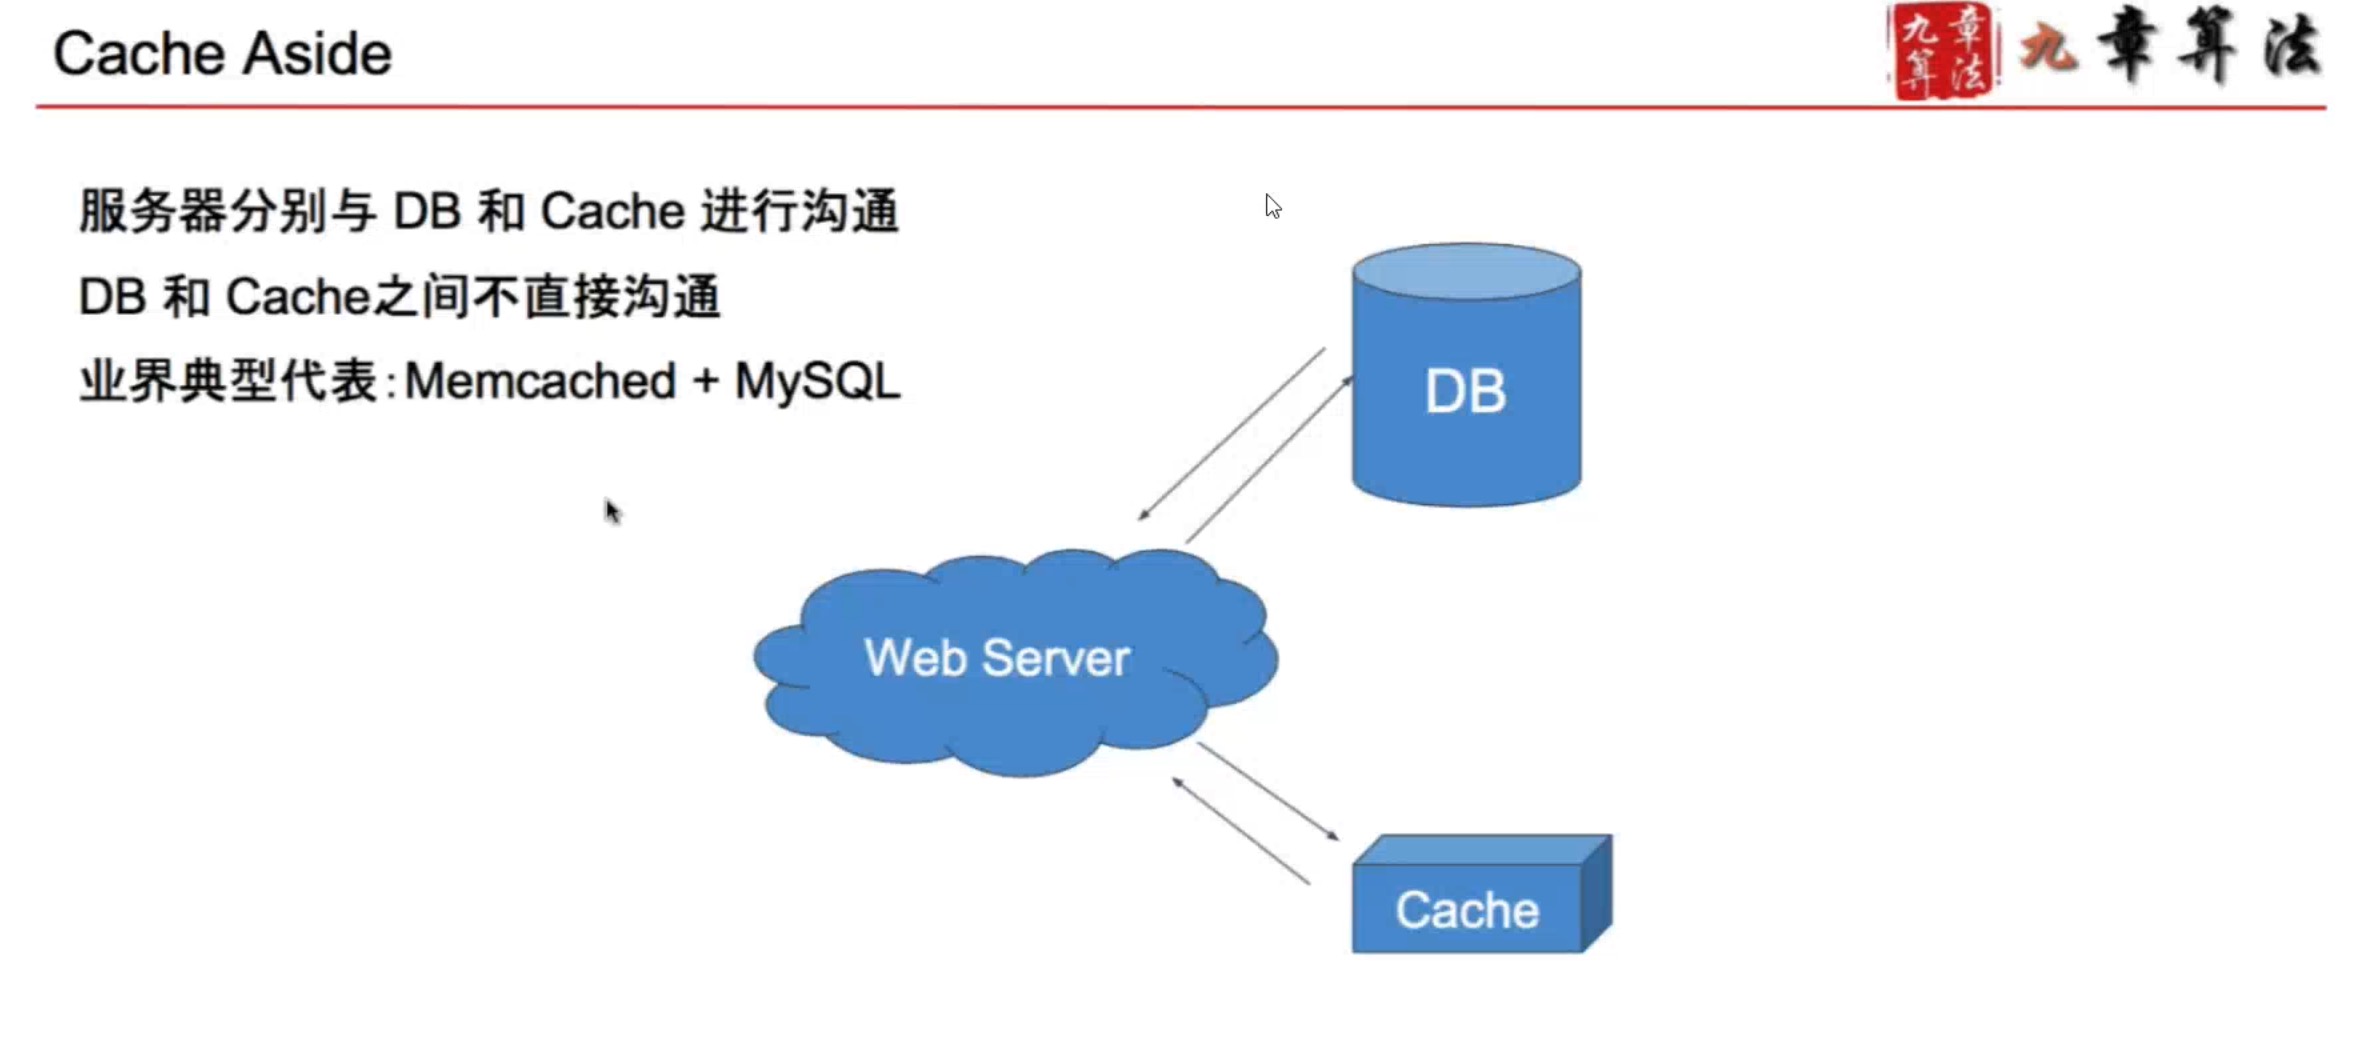 Cache Aside
九章算法
九章算法
服务器分别与 DB 和 Cache 进行沟通
DB 和 Cache之间不直接沟通
业界典型代表:Memcached + MySQL
DB
Web Server
Cache